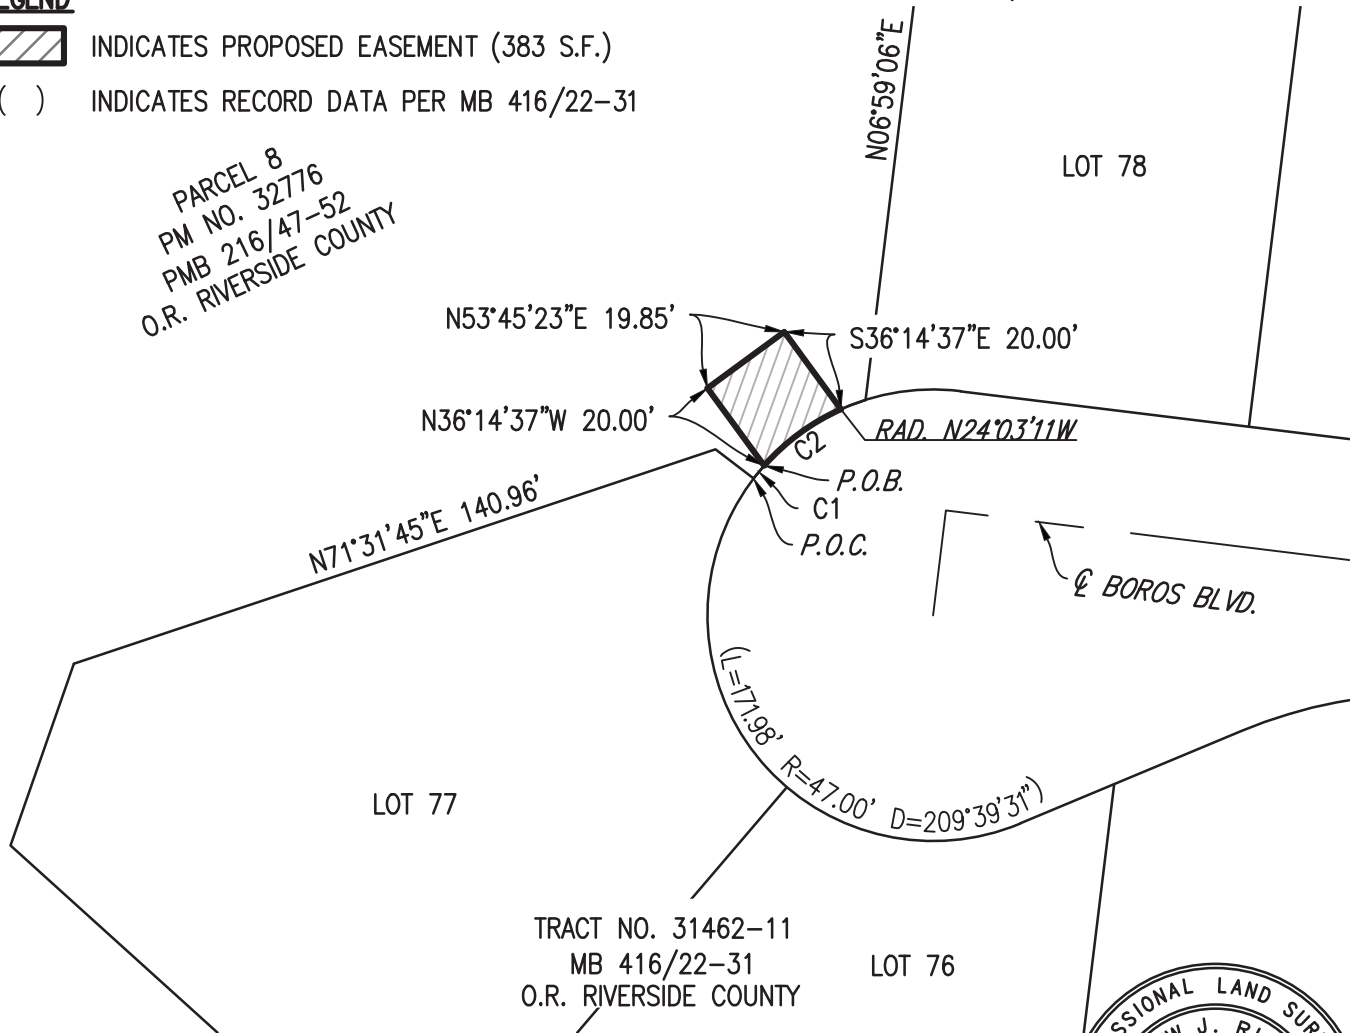 LEGEND
INDICATES PROPOSED EASEMENT (383 S.F.)
( ) INDICATES RECORD DATA PER MB 416/22-31
PARCEL 8
PM NO. 32776
PMB 216/47-52
O.R. RIVERSIDE COUNTY
N06°59'06"E
LOT 78
N53°45'23"E 19.85'
S36°14'37"E 20.00'
N36°14'37"W 20.00'
RAD. N24°03'11W
C2
P.O.B.
C1
P.O.C.
N71°31'45"E 140.96'
℄ BOROS BLVD.
(L=171.98' R=47.00' D=209°39'31")
LOT 77
TRACT NO. 31462-11
MB 416/22-31
O.R. RIVERSIDE COUNTY
LOT 76
SSIONAL LAND SUR
W J. R